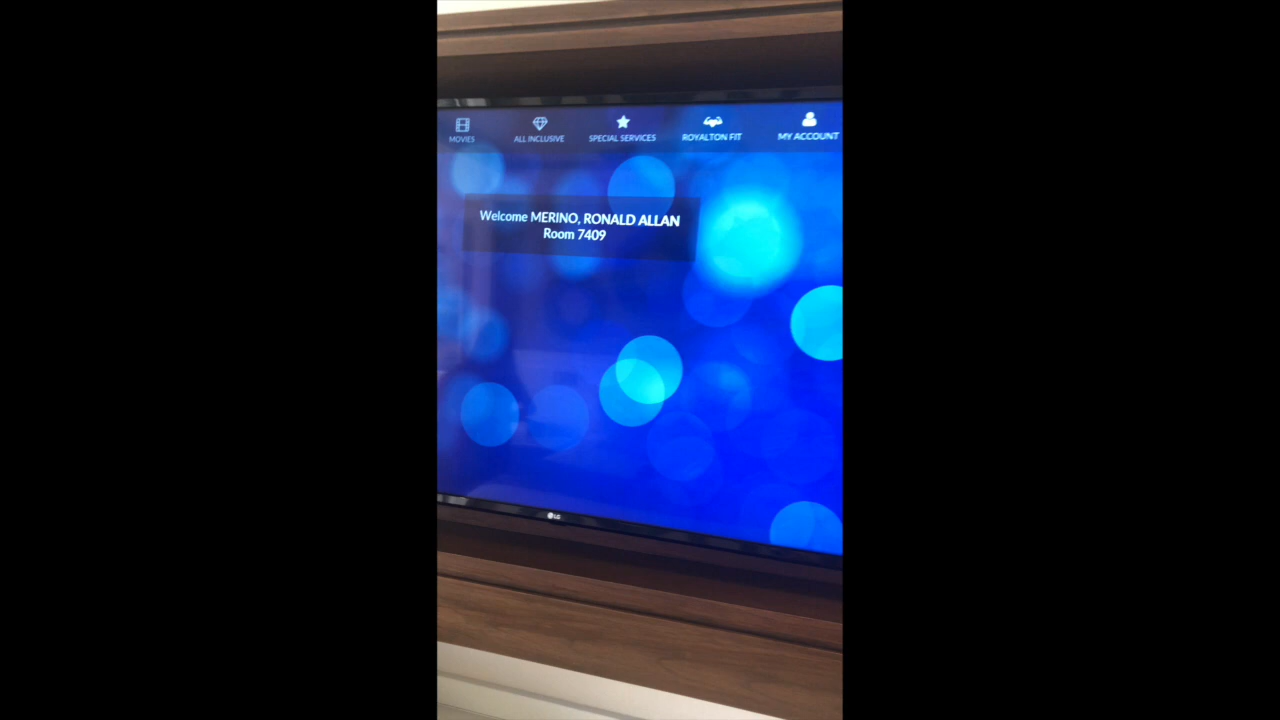 MOVIES
ALL INCLUSIVE
SPECIAL SERVICES
ROYALTON FIT
MY ACCOUNT
Welcome MERINO, RONALD ALLAN
Room 7409
LG